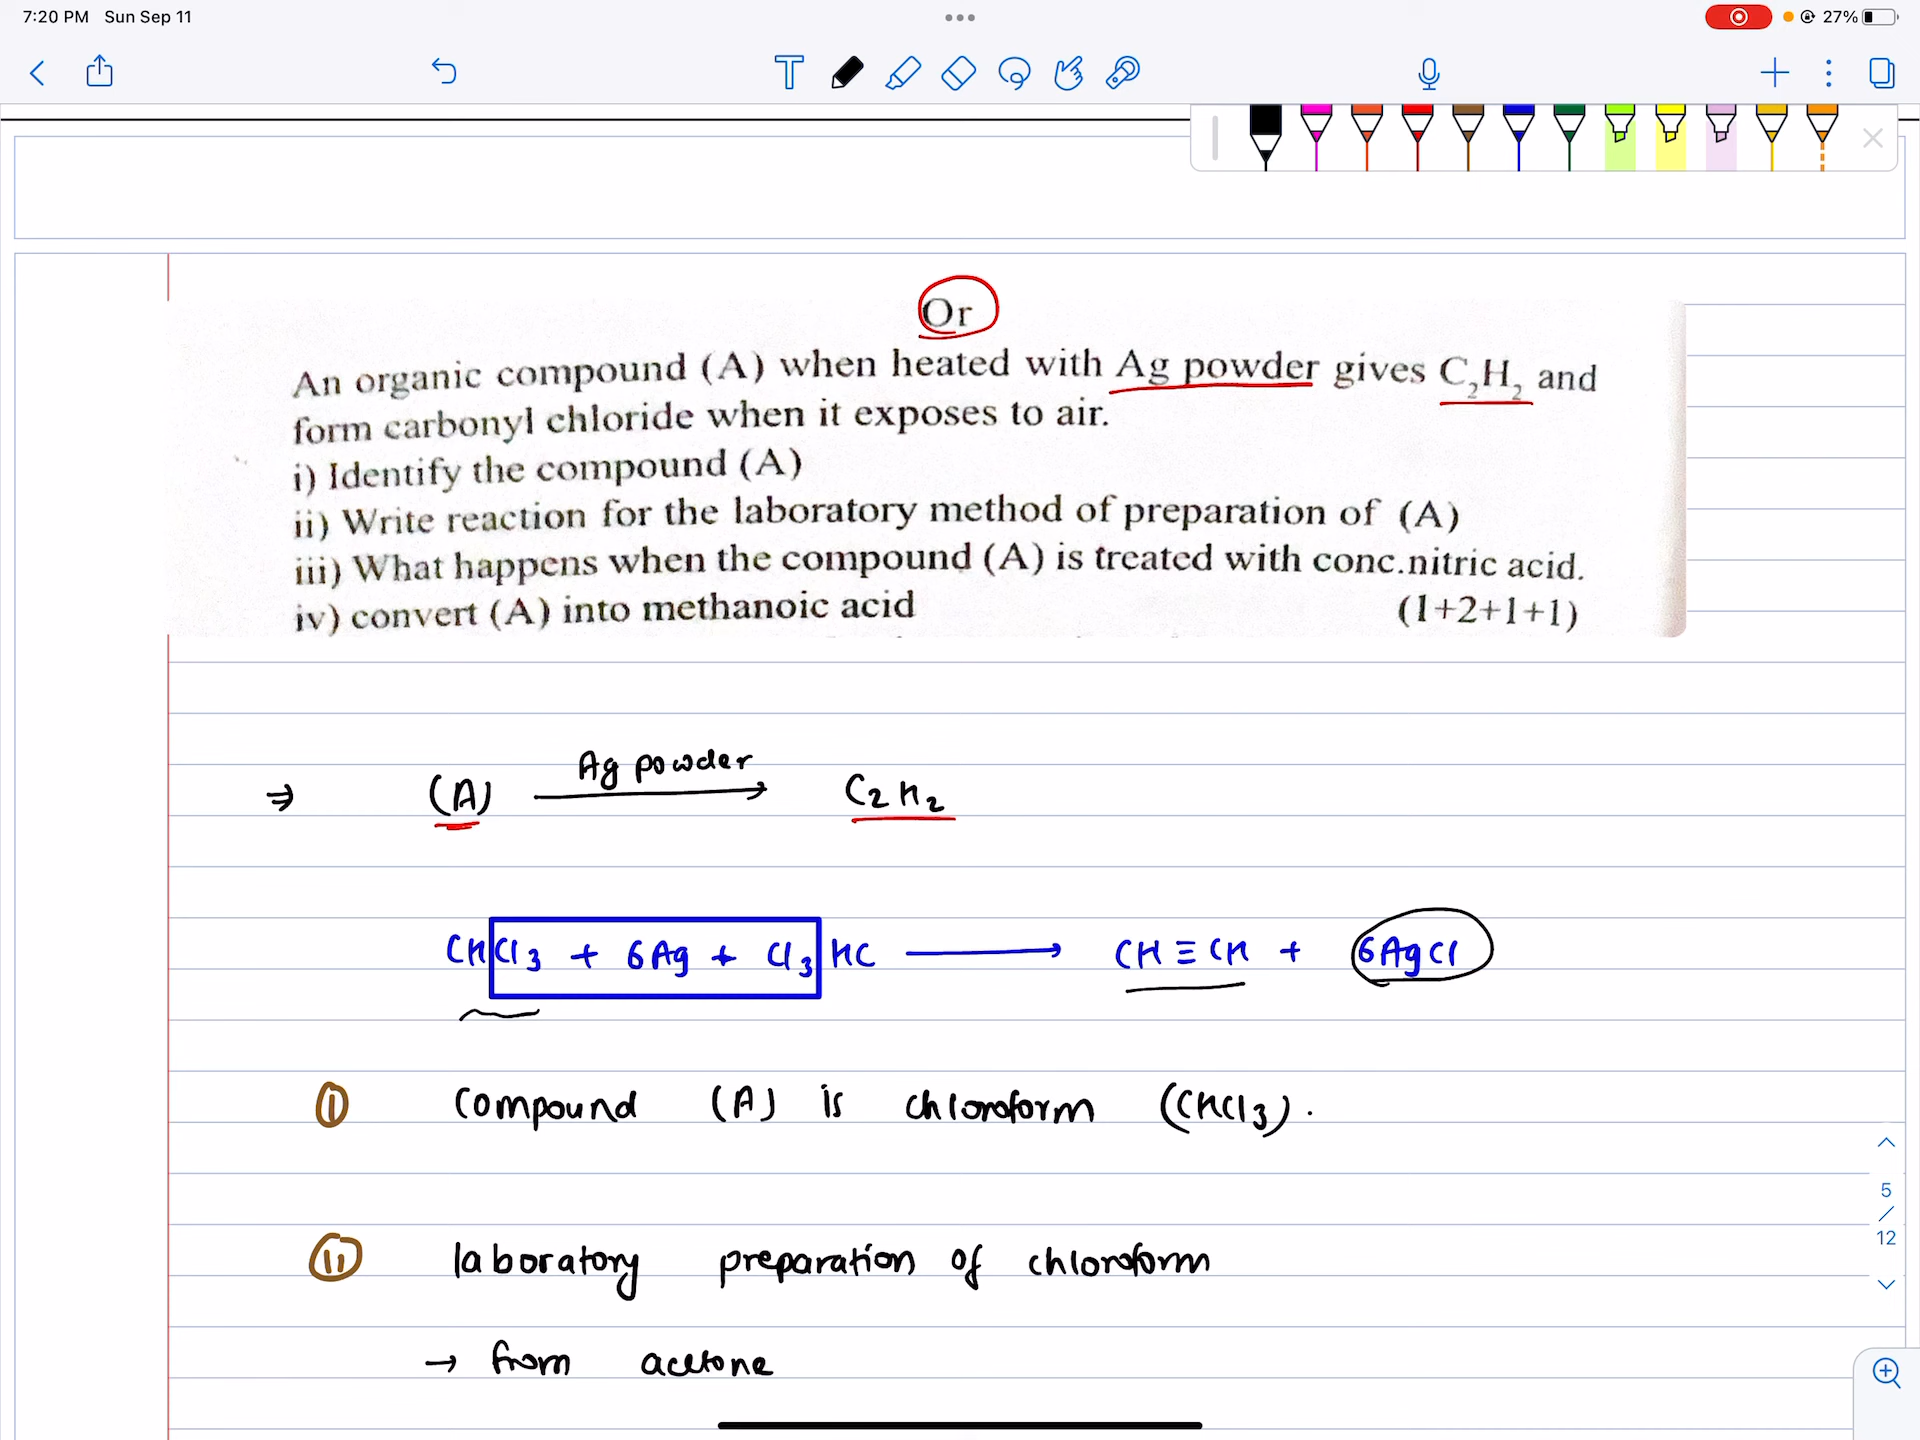 7:20 PM Sun Sep 11
27%
Or
An organic compound (A) when heated with Ag powder gives C₂H₂ and
form carbonyl chloride when it exposes to air.
i) Identify the compound (A)
ii) Write reaction for the laboratory method of preparation of (A)
iii) What happens when the compound (A) is treated with conc.nitric acid.
iv) convert (A) into methanoic acid (1+2+1+1)
⇒ (A) Ag powder → C₂H₂
CHCl₃ + 6Ag + Cl₃HC → CH≡CH + 6AgCl
(i) Compound (A) is chloroform (CHCl₃).
(ii) laboratory preparation of chloroform
→ from acetone
5
/
12